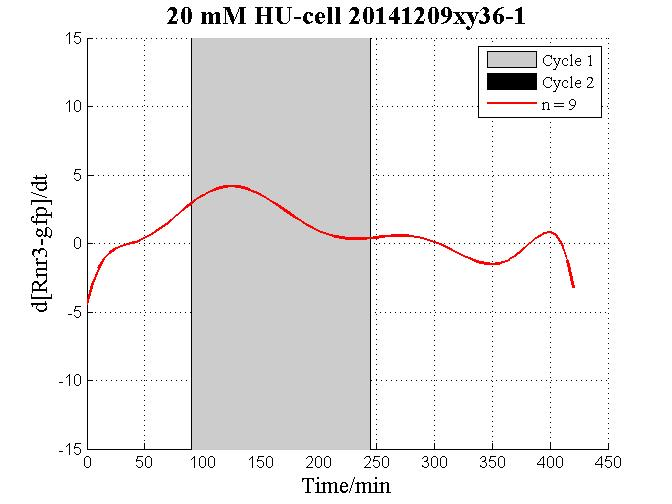 20 mM HU-cell 20141209xy36-1
d[Rnr3-gfp]/dt
15
10
5
0
-5
-10
-15
Cycle 1
Cycle 2
n = 9
0 50 100 150 200 250 300 350 400 450
Time/min